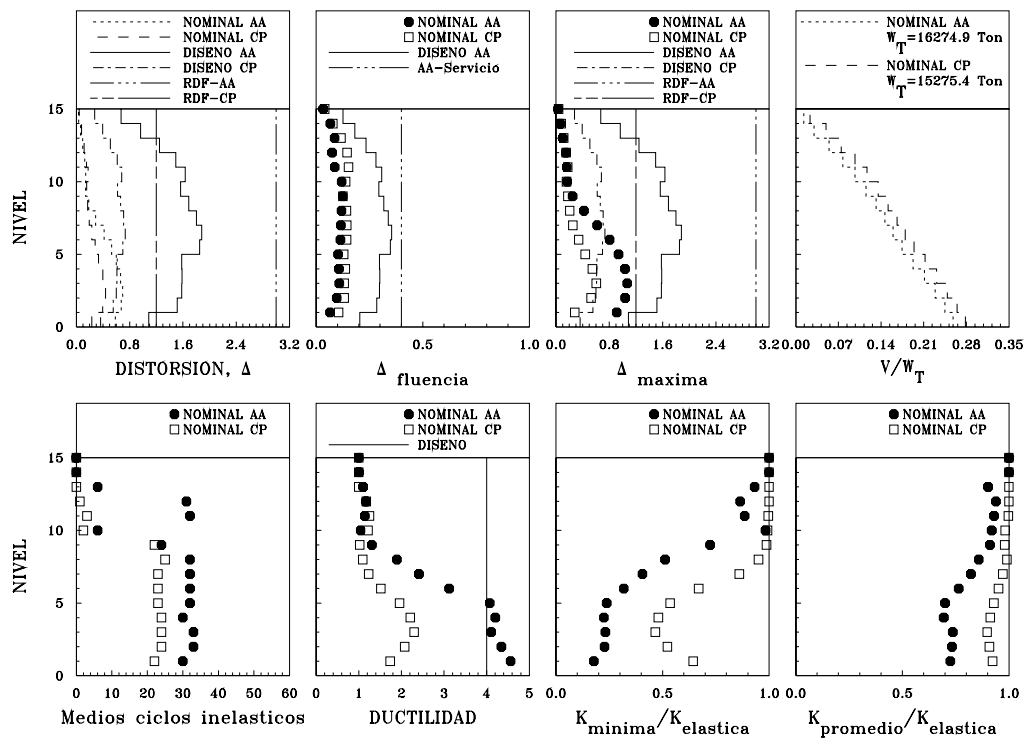 NOMINAL AA
NOMINAL CP
DISENO AA
DISENO CP
RDF-AA
RDF-CP
15
10
5
0
NIVEL
0.0 0.8 1.6 2.4 3.2
DISTORSION, Δ
NOMINAL AA
NOMINAL CP
DISENO AA
AA-Servicio
0.0 0.5 1.0
Δ fluencia
NOMINAL AA
NOMINAL CP
DISENO AA
DISENO CP
RDF-AA
RDF-CP
0.0 0.8 1.6 2.4 3.2
Δ maxima
NOMINAL AA
W_T=16274.9 Ton
NOMINAL CP
W_T=15275.4 Ton
0.00 0.07 0.14 0.21 0.28 0.35
V/W_T
NOMINAL AA
NOMINAL CP
15
10
5
0
NIVEL
0 10 20 30 40 50 60
Medios ciclos inelasticos
NOMINAL AA
NOMINAL CP
DISENO
0 1 2 3 4 5
DUCTILIDAD
NOMINAL AA
NOMINAL CP
0.0 0.5 1.0
K_minima/K_elastica
NOMINAL AA
NOMINAL CP
0.0 0.5 1.0
K_promedio/K_elastica